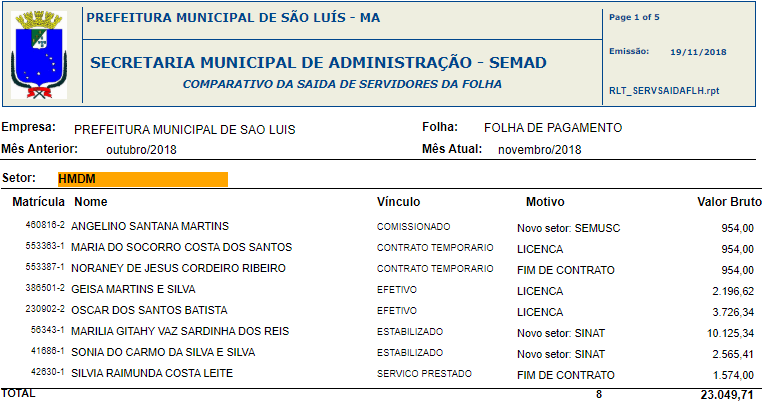 PREFEITURA MUNICIPAL DE SÃO LUÍS - MA
Page 1 of 5
SECRETARIA MUNICIPAL DE ADMINISTRAÇÃO - SEMAD
Emissão: 19/11/2018
COMPARATIVO DA SAIDA DE SERVIDORES DA FOLHA
RLT_SERVSAIDAFLH.rpt
Empresa: PREFEITURA MUNICIPAL DE SAO LUIS Folha: FOLHA DE PAGAMENTO
Mês Anterior: outubro/2018 Mês Atual: novembro/2018
Setor: HMDM
Matrícula Nome Vínculo Motivo Valor Bruto
460816-2 ANGELINO SANTANA MARTINS COMISSIONADO Novo setor: SEMUSC 954,00
553363-1 MARIA DO SOCORRO COSTA DOS SANTOS CONTRATO TEMPORARIO LICENCA 954,00
553387-1 NORANEY DE JESUS CORDEIRO RIBEIRO CONTRATO TEMPORARIO FIM DE CONTRATO 954,00
386501-2 GEISA MARTINS E SILVA EFETIVO LICENCA 2.196,62
230902-2 OSCAR DOS SANTOS BATISTA EFETIVO LICENCA 3.726,34
56343-1 MARILIA GITAHY VAZ SARDINHA DOS REIS ESTABILIZADO Novo setor: SINAT 10.125,34
41686-1 SONIA DO CARMO DA SILVA E SILVA ESTABILIZADO Novo setor: SINAT 2.565,41
42630-1 SILVIA RAIMUNDA COSTA LEITE SERVICO PRESTADO FIM DE CONTRATO 1.574,00
TOTAL 8 23.049,71